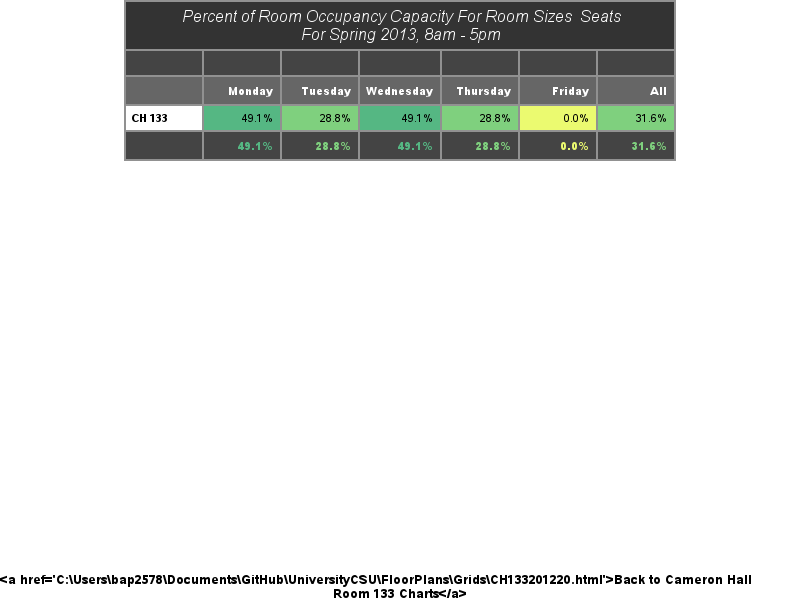 Percent of Room Occupancy Capacity For Room Sizes  Seats
For Spring 2013, 8am - 5pm
Monday Tuesday Wednesday Thursday Friday All
CH 133 49.1% 28.8% 49.1% 28.8% 0.0% 31.6%
49.1% 28.8% 49.1% 28.8% 0.0% 31.6%
<a href='C:\Users\bap2578\Documents\GitHub\UniversityCSU\FloorPlans\Grids\CH133201220.html'>Back to Cameron Hall
Room 133 Charts</a>